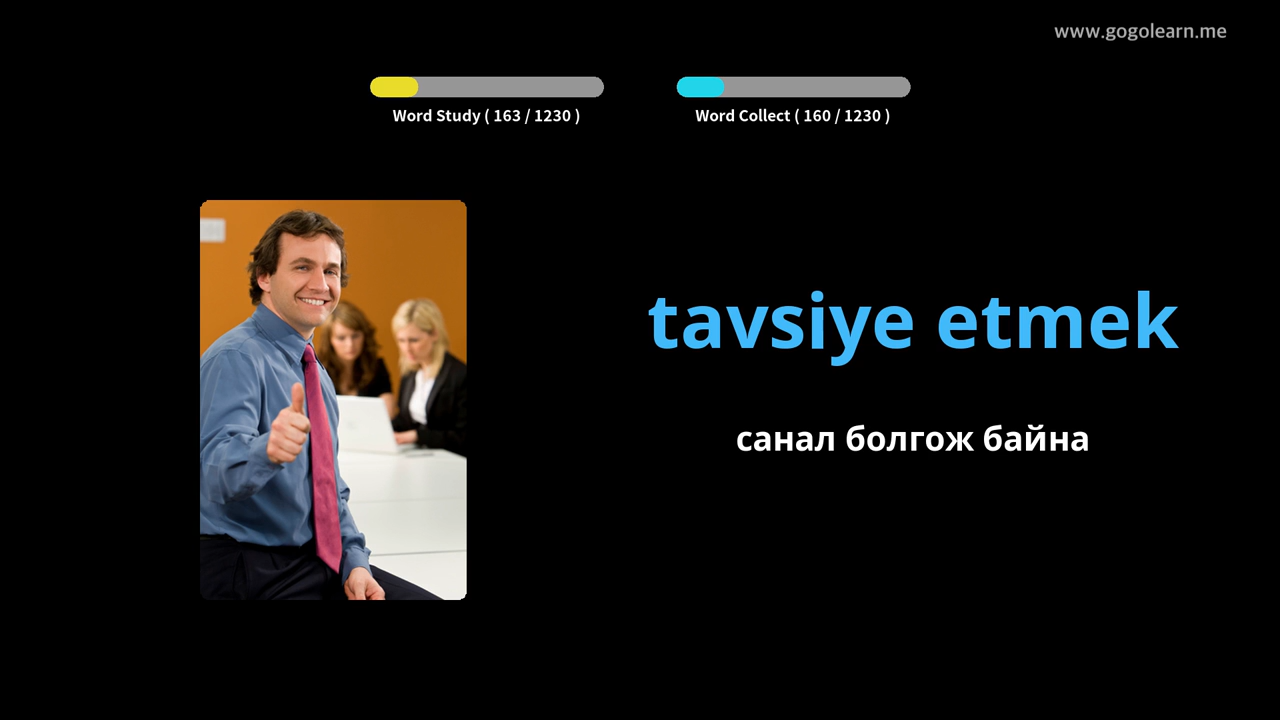 www.gogolearn.me
Word Study ( 163 / 1230 )
Word Collect ( 160 / 1230 )
tavsiye etmek
санал болгож байна